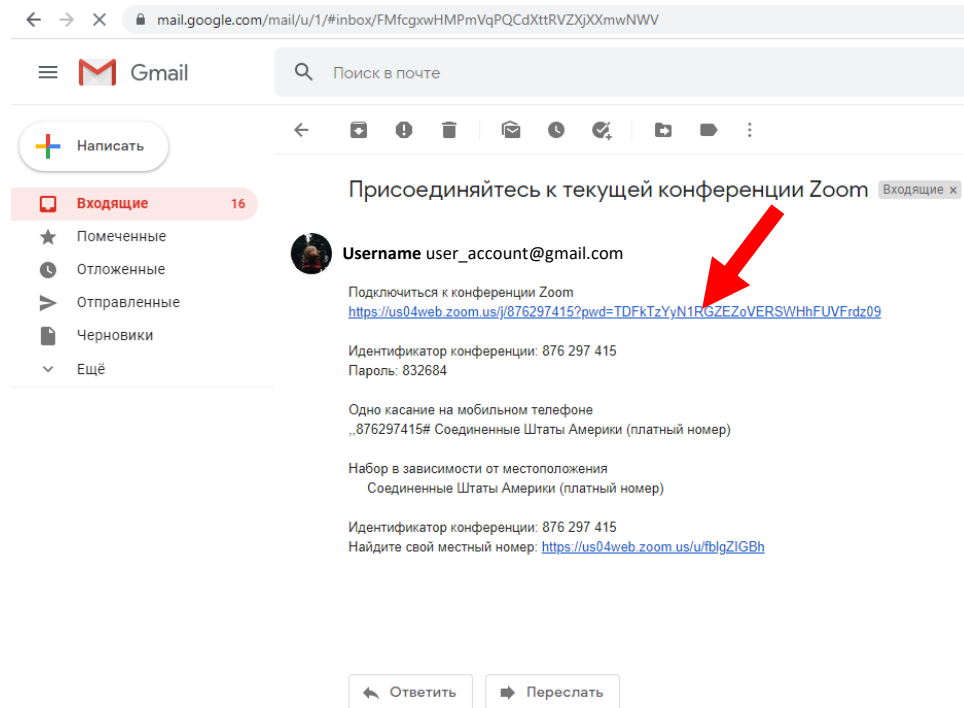 mail.google.com/mail/u/1/#inbox/FMfcgxwHMPmVqPQCdXttRVZXjXXmwNWV
Gmail
Поиск в почте
Написать
Входящие 16
Помеченные
Отложенные
Отправленные
Черновики
Ещё
Присоединяйтесь к текущей конференции Zoom Входящие x
Username user_account@gmail.com
Подключиться к конференции Zoom
https://us04web.zoom.us/j/876297415?pwd=TDFkTzYyN1RGZEZoVERSWHhFUVFrdz09
Идентификатор конференции: 876 297 415
Пароль: 832684
Одно касание на мобильном телефоне
,,876297415# Соединенные Штаты Америки (платный номер)
Набор в зависимости от местоположения
Соединенные Штаты Америки (платный номер)
Идентификатор конференции: 876 297 415
Найдите свой местный номер: https://us04web.zoom.us/u/fblgZIGBh
Ответить
Переслать